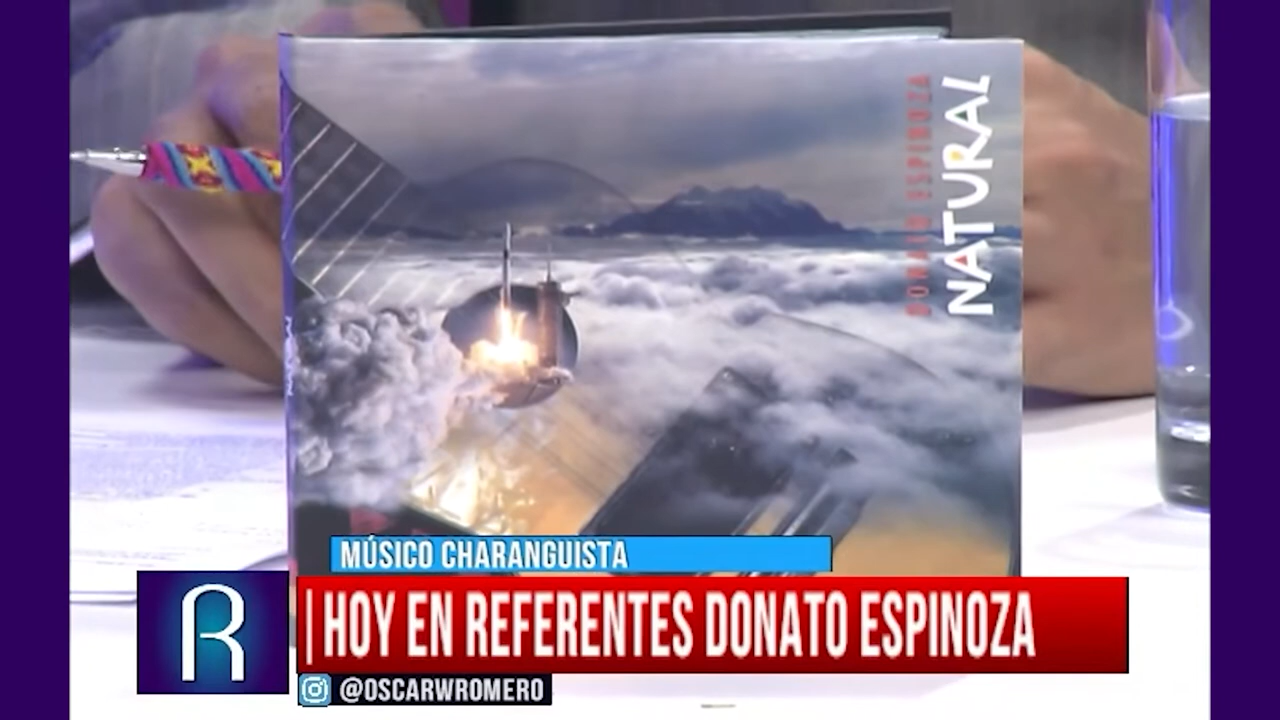 DONATO ESPINOZA
NATURAL
MÚSICO CHARANGUISTA
R
| HOY EN REFERENTES DONATO ESPINOZA
@OSCARWROMERO